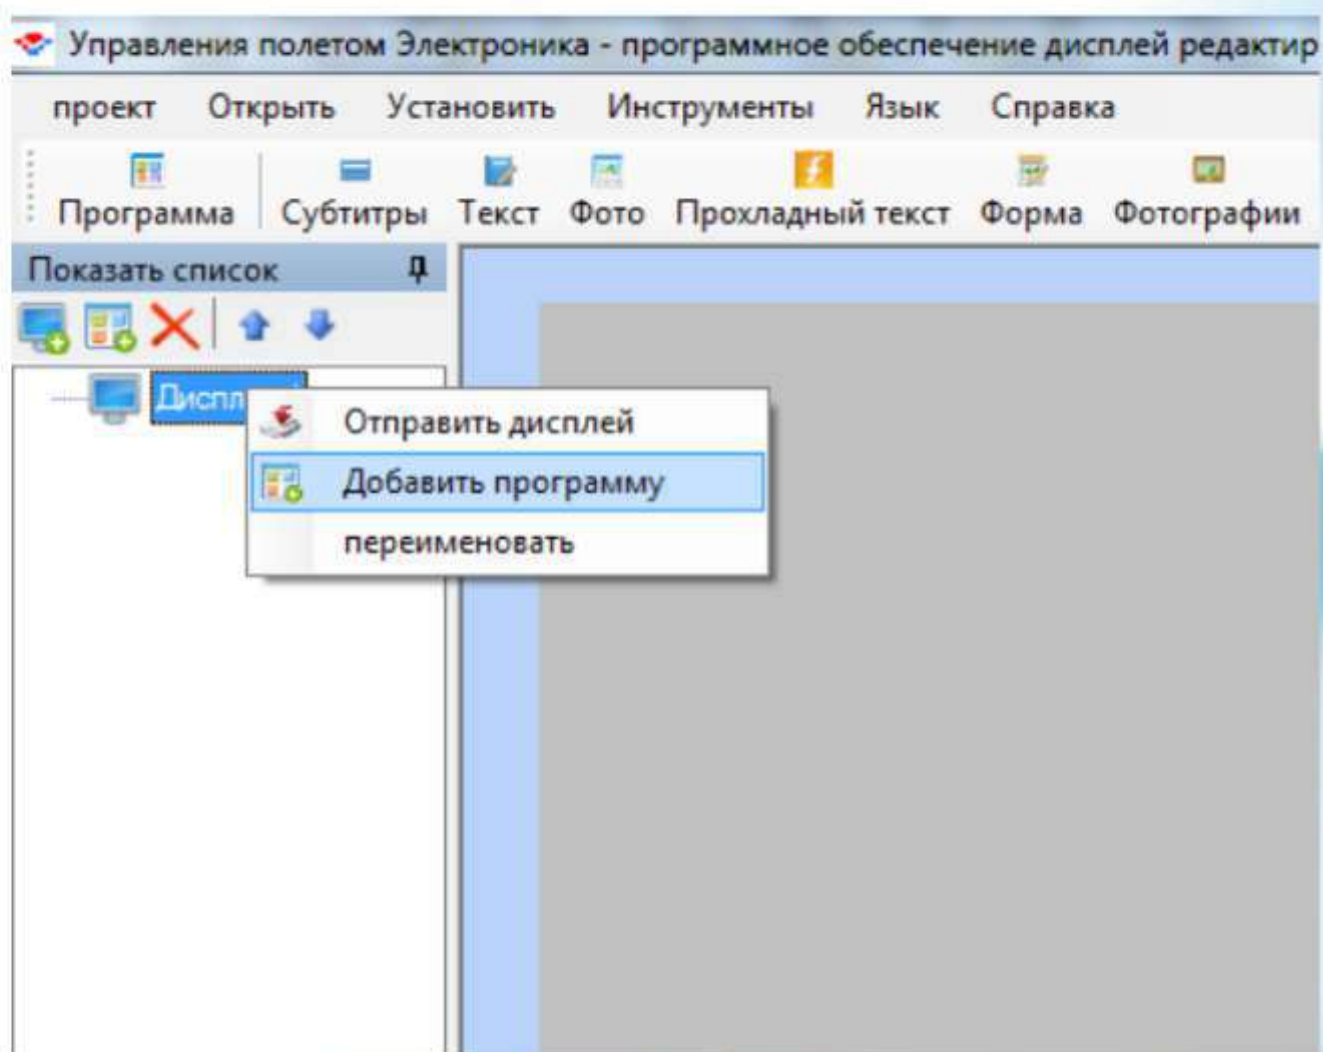 Управления полетом Электроника - программное обеспечение дисплей редактир
проект Открыть Установить Инструменты Язык Справка
Программа Субтитры Текст Фото Прохладный текст Форма Фотографии
Показать список
Диспл
Отправить дисплей
Добавить программу
переименовать